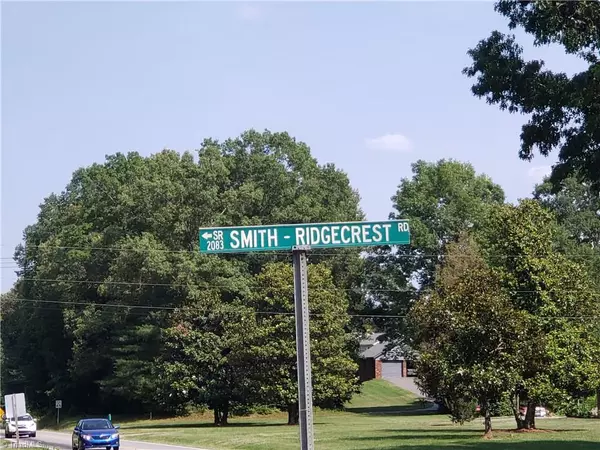 ←SR
2083
SMITH - RIDGECREST RD